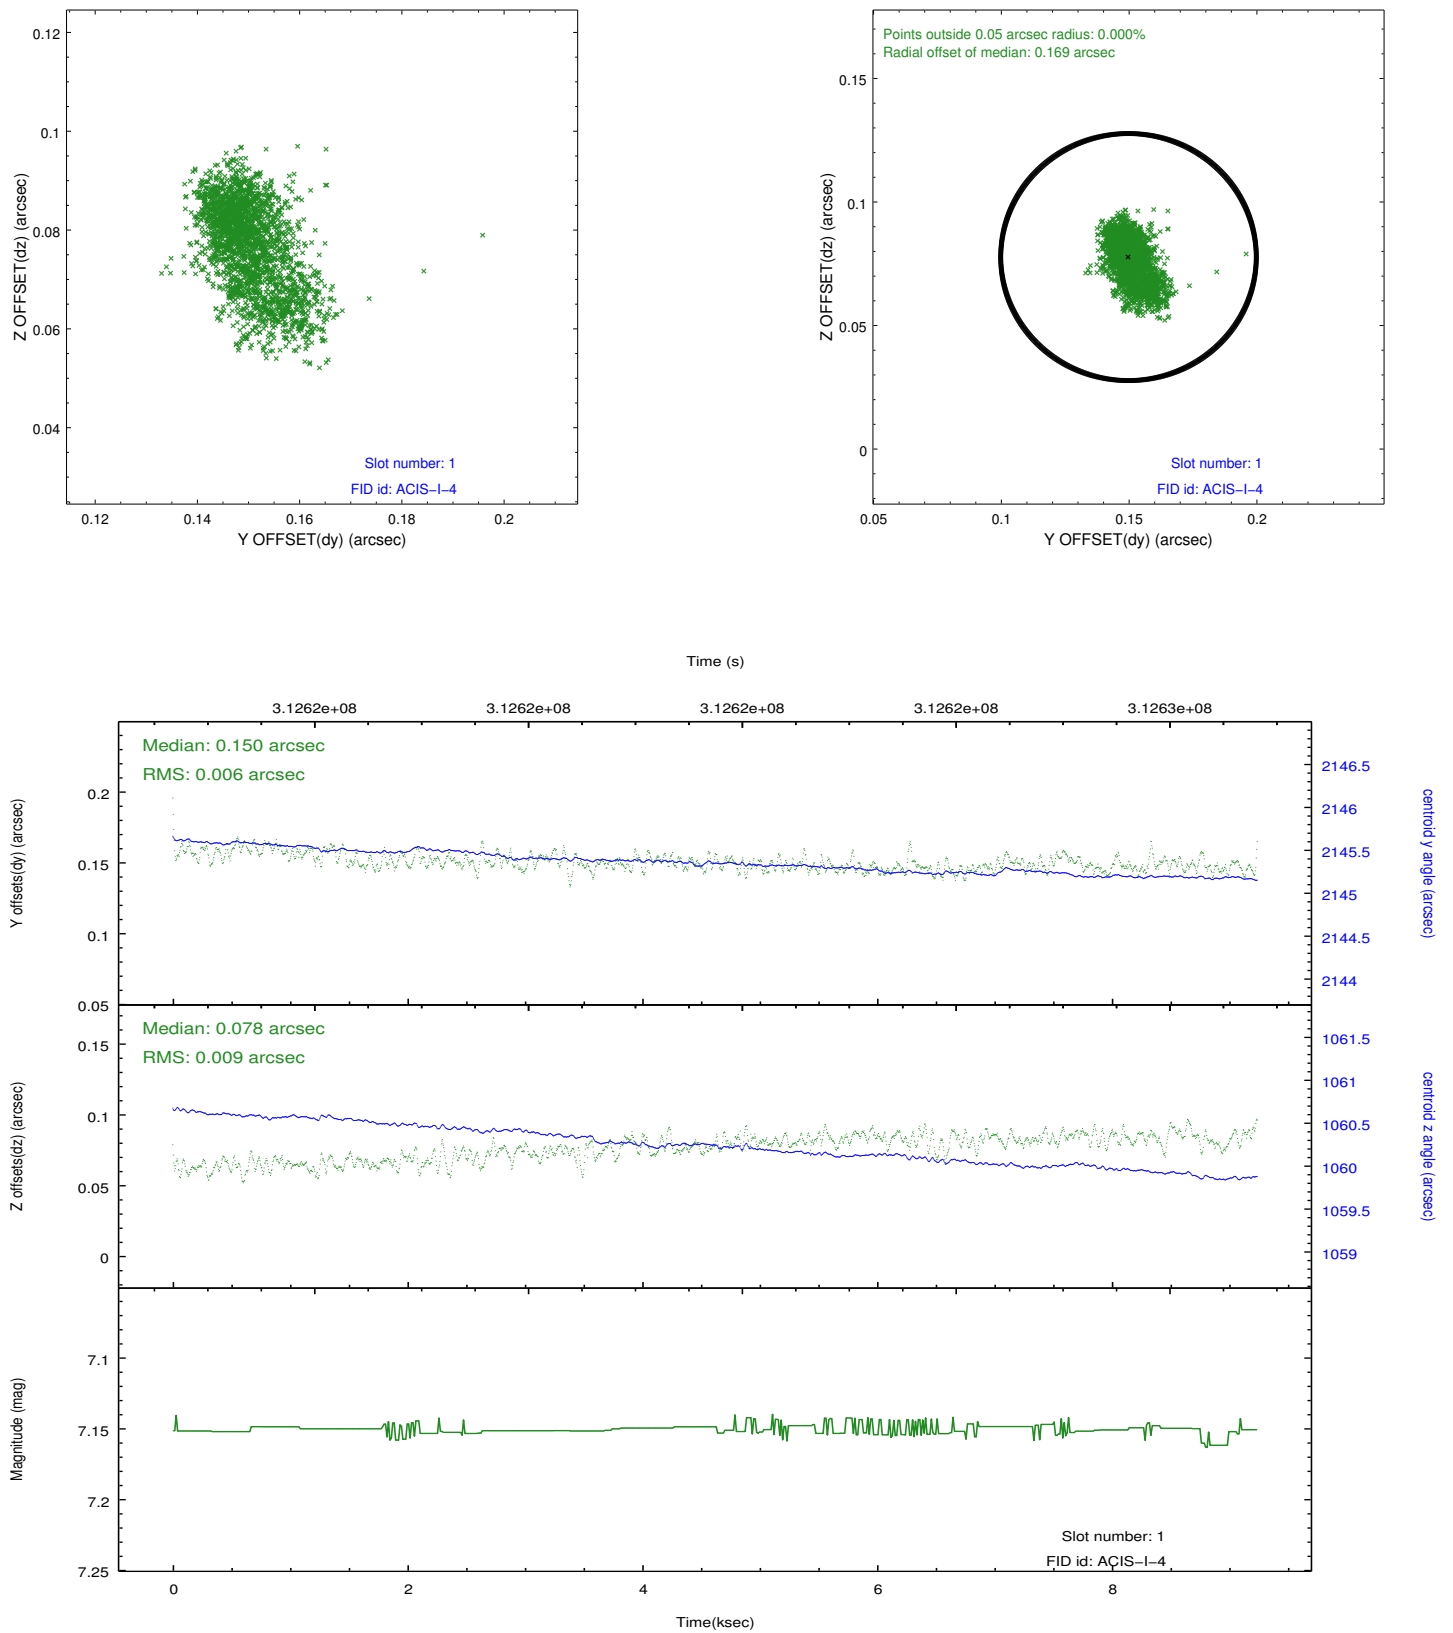 0.12
0.1
0.08
0.06
0.04
Z OFFSET(dz) (arcsec)
Slot number: 1
FID id: ACIS−I−4
0.12 0.14 0.16 0.18 0.2
Y OFFSET(dy) (arcsec)
Points outside 0.05 arcsec radius: 0.000%
Radial offset of median: 0.169 arcsec
0.15
0.1
0.05
0
Z OFFSET(dz) (arcsec)
Slot number: 1
FID id: ACIS−I−4
0.05 0.1 0.15 0.2
Y OFFSET(dy) (arcsec)
Time (s)
3.1262e+08 3.1262e+08 3.1262e+08 3.1262e+08 3.1263e+08
Median: 0.150 arcsec
RMS: 0.006 arcsec
0.2
0.15
0.1
0.05
Y offsets(dy) (arcsec)
2146.5
2146
2145.5
2145
2144.5
2144
centroid y angle (arcsec)
Median: 0.078 arcsec
RMS: 0.009 arcsec
0.15
0.1
0.05
0
Z offsets(dz) (arcsec)
1061.5
1061
1060.5
1060
1059.5
1059
centroid z angle (arcsec)
7.1
7.15
7.2
7.25
Magnitude (mag)
Slot number: 1
FID id: ACIS−I−4
0 2 4 6 8
Time(ksec)